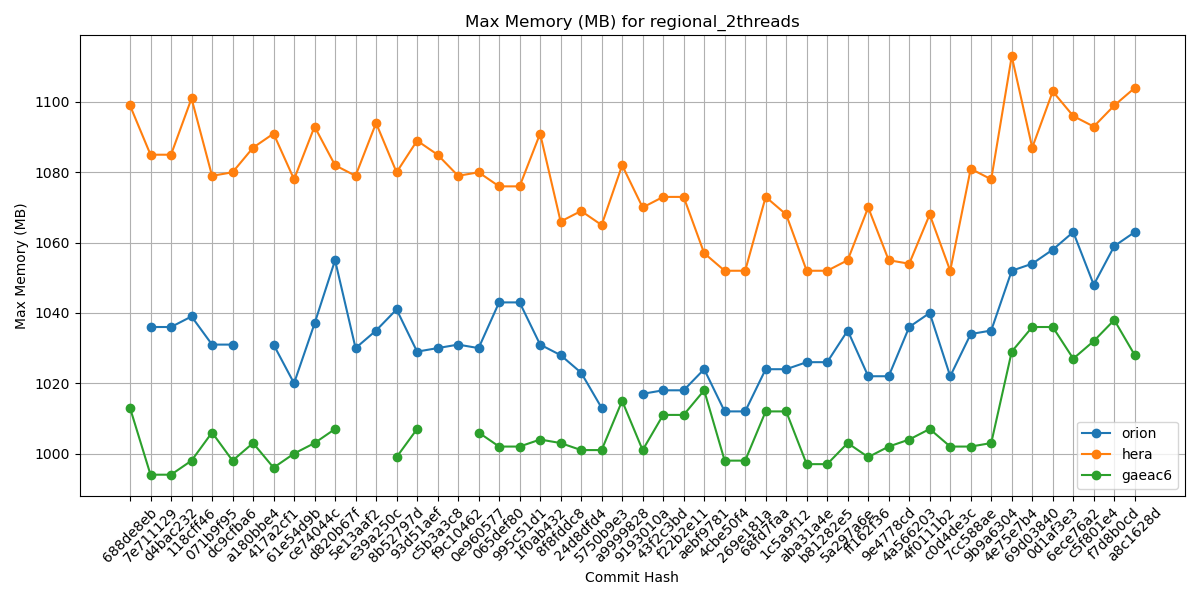 Max Memory (MB) for regional_2threads
Max Memory (MB)
1100
1080
1060
1040
1020
1000
orion
hera
gaeac6
688de8eb
7e711129
d4bac232
118cff46
071b9f95
dc9cfba6
a180bbe4
417a2cf1
61e54d9b
ce74044c
d820b67f
5e13aaf2
e39a250c
8b52797d
93d51aef
c5b3a3c8
f9c10462
0e960577
065def80
995c51d1
1f0ab432
8f8fddc8
24d8dfd4
5750b9e3
a9999828
9193010a
43f2c3bd
f22b2e11
aebf9781
4cbe50f4
269e181a
68fd7faa
1c5a9f12
aba31a4e
b81282e5
5a297a6e
ff162f36
9e4778cd
4a566203
4f0111b2
c0d4de3c
7cc588ae
9b9a6304
4e75e7b4
69d03840
0d1af3e3
6ece76a2
c5f801e4
f7d8b0cd
a8c1628d
Commit Hash